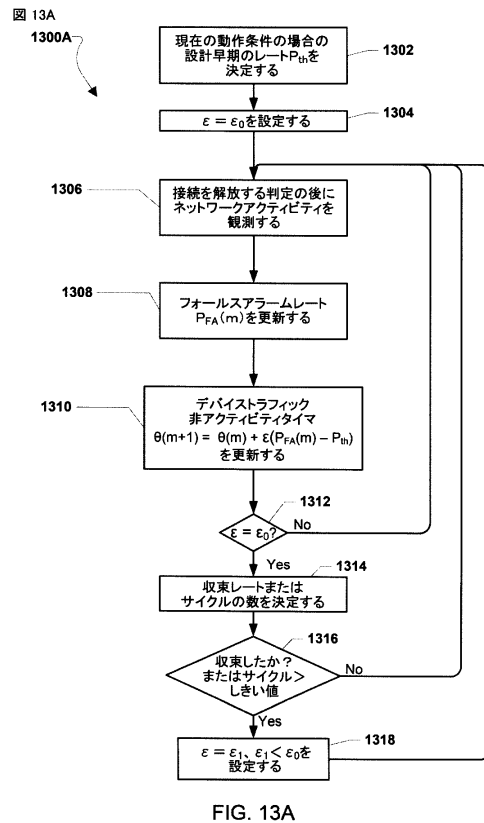 図 13A
1300A
現在の動作条件の場合の
設計早期のレートPthを
決定する
1302
ε = ε0を設定する
1304
接続を解放する判定の後に
ネットワークアクティビティを
観測する
1306
フォールスアラームレート
PFA(m)を更新する
1308
デバイストラフィック
非アクティビティタイマ
θ(m+1) = θ(m) + ε(PFA(m) – Pth)
を更新する
1310
1312
ε = ε0?
No
Yes
1314
収束レートまたは
サイクルの数を決定する
1316
収束したか?
またはサイクル>
しきい値
No
Yes
1318
ε = ε1、ε1 < ε0を
設定する
FIG. 13A